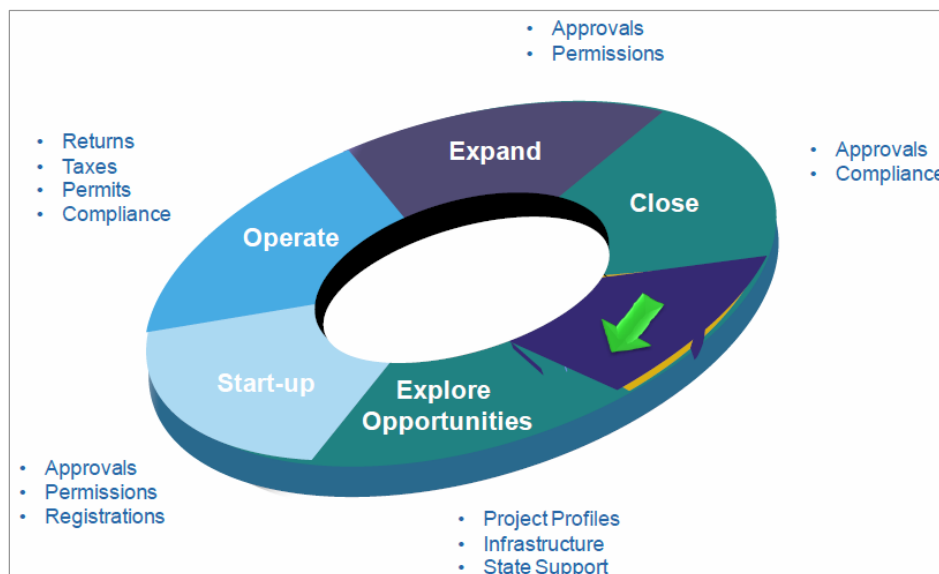 • Approvals
• Permissions
• Returns
• Taxes
• Permits
• Compliance
Expand
• Approvals
• Compliance
Close
Operate
Start-up
Explore
Opportunities
• Approvals
• Permissions
• Registrations
• Project Profiles
• Infrastructure
• State Support